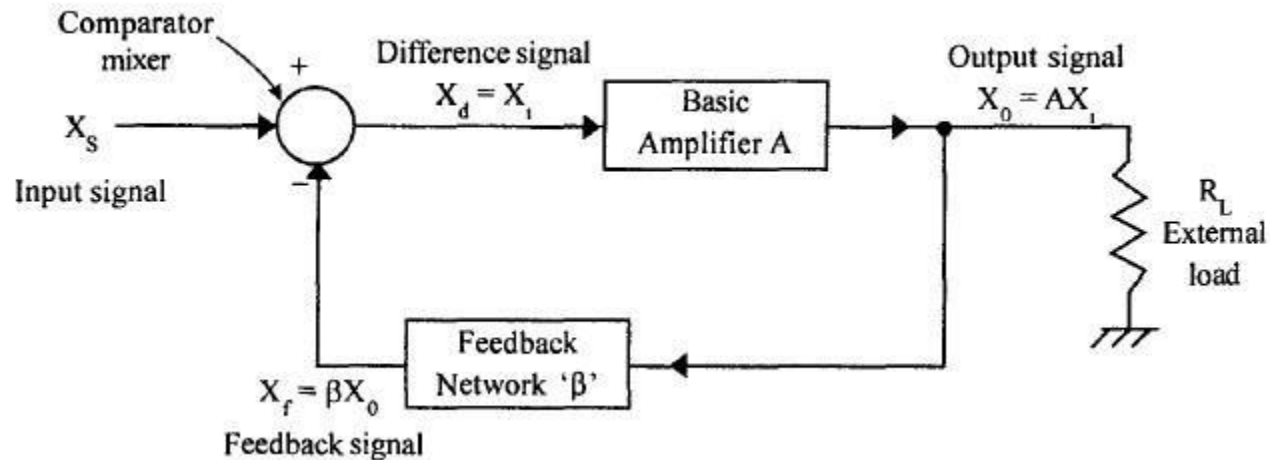 Comparator
mixer
+
Difference signal
X_d = X_i
Basic
Amplifier A
Output signal
X_0 = AX_i
X_S
Input signal
−
R_L
External
load
Feedback
Network ‘β’
X_f = βX_0
Feedback signal